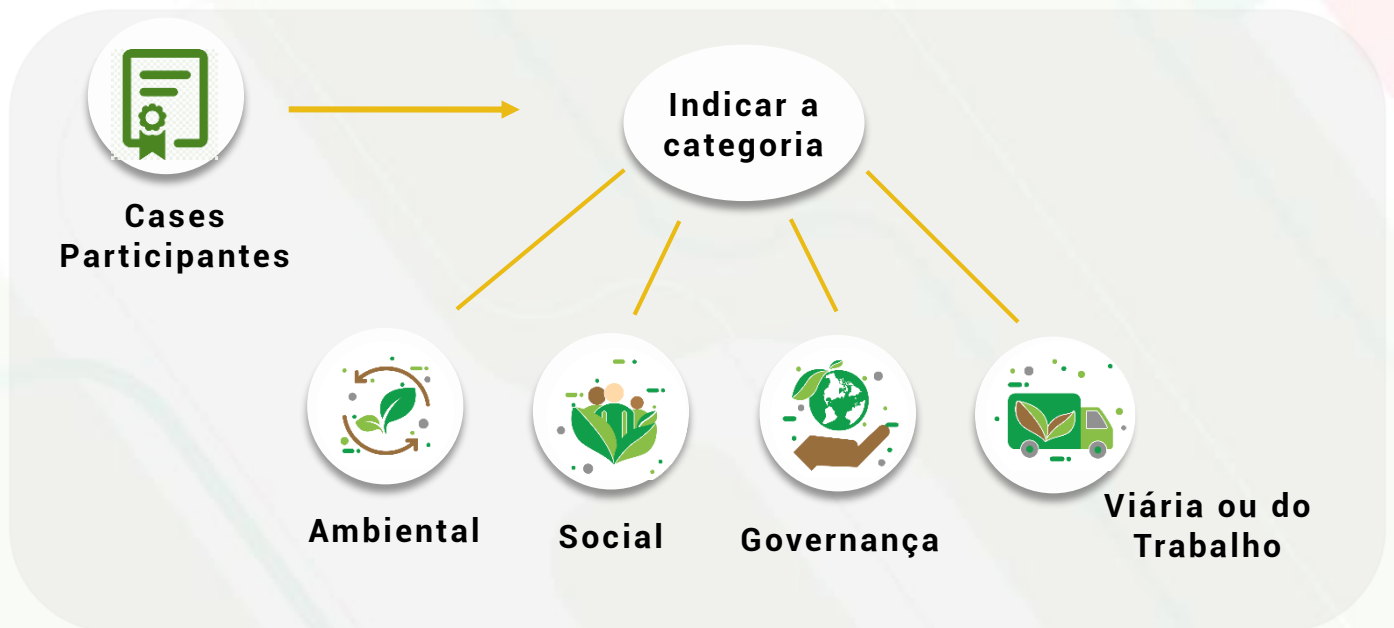 Cases
Participantes
Indicar a
categoria
Ambiental
Social
Governança
Viária ou do
Trabalho